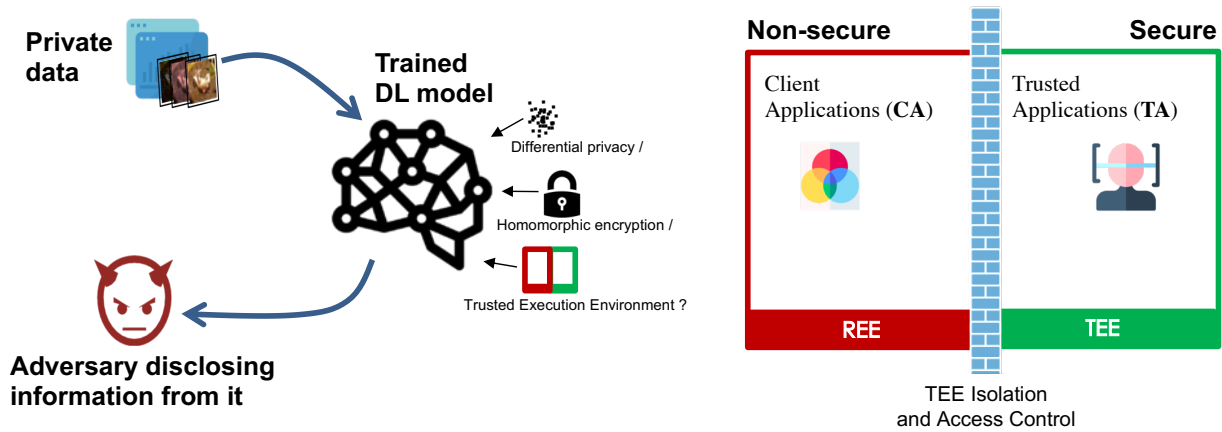 Private
data
Trained
DL model
Differential privacy /
Homomorphic encryption /
Trusted Execution Environment ?
Adversary disclosing
information from it
Non-secure
Secure
Client
Applications (CA)
Trusted
Applications (TA)
REE
TEE
TEE Isolation
and Access Control